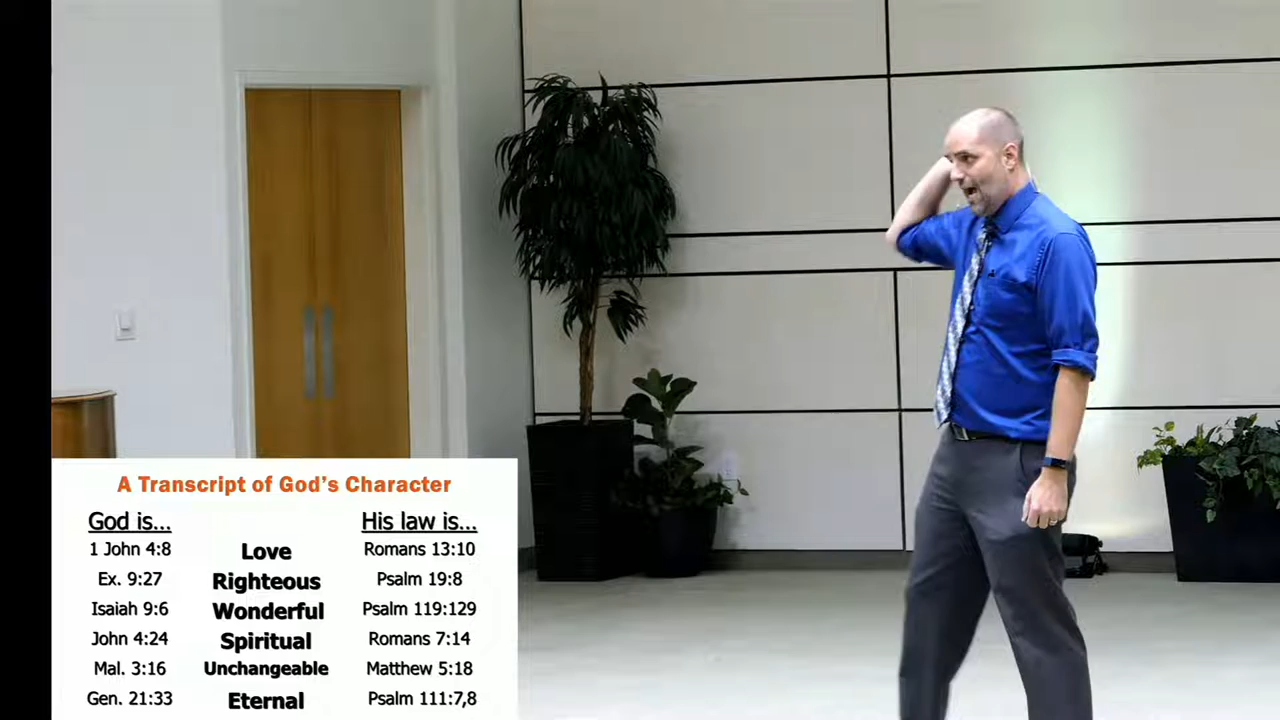 A Transcript of God's Character
God is... His law is...
1 John 4:8 Love Romans 13:10
Ex. 9:27 Righteous Psalm 19:8
Isaiah 9:6 Wonderful Psalm 119:129
John 4:24 Spiritual Romans 7:14
Mal. 3:16 Unchangeable Matthew 5:18
Gen. 21:33 Eternal Psalm 111:7,8